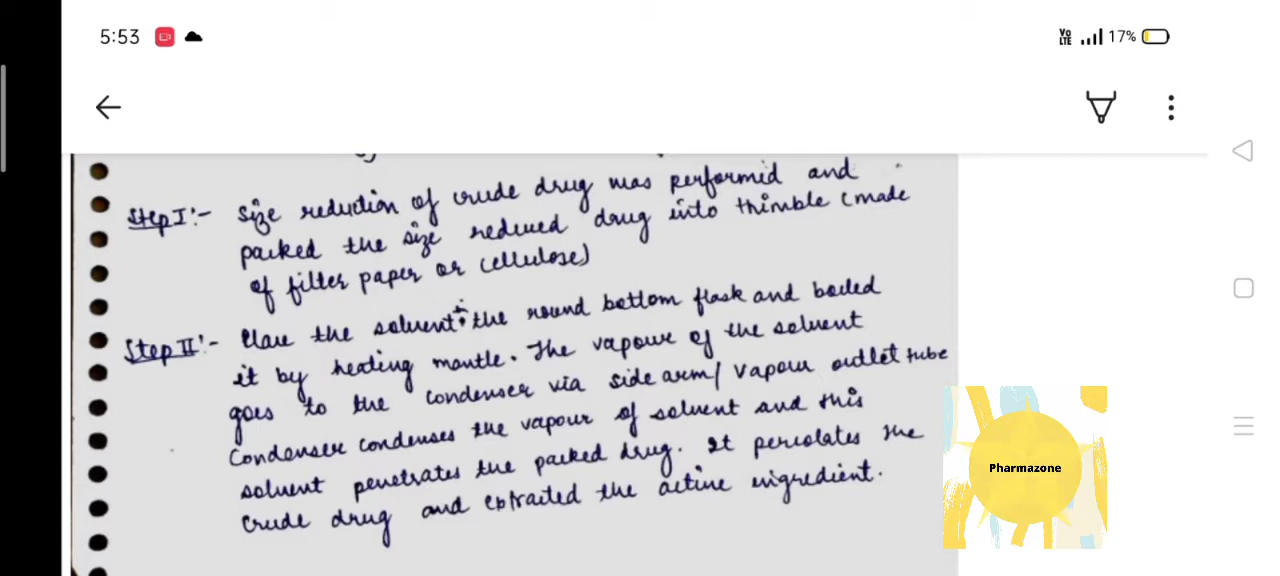 5:53
Vo LTE
17%
Step I:- Size reduction of crude drug was performid and
packed the size reduced drug into thimble (made
of filter paper or cellulose)
Step II:- Place the solvent in the round bottom flask and boiled
it by heating mantle. The vapour of the solvent
goes to the condenser via side arm/ vapour outlet tube
Condenser condenses the vapour of solvent and this
solvent penetrates the packed drug. It percolates the
crude drug and extracted the active ingredient.
Pharmazone